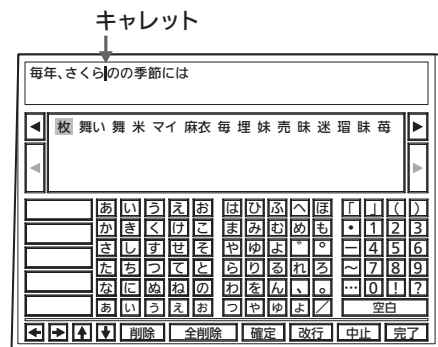 キャレット
毎年、さくらのの季節には
枚 舞い 舞 米 マイ 麻衣 毎 埋 妹 売 昧 迷 瑁 眛 苺
あ い う え お は ひ ふ へ ほ 「 」 ( )
か き く け こ ま み む め も ・ 1 2 3
さ し す せ そ や ゆ よ ゛ ゜ ー 4 5 6
た ち つ て と ら り る れ ろ ～ 7 8 9
な に ぬ ね の わ を ん 、 。 … 0 ! ?
ぁ ぃ ぅ ぇ ぉ っ ゃ ゅ ょ ／ 空白
削除 全削除 確定 改行 中止 完了